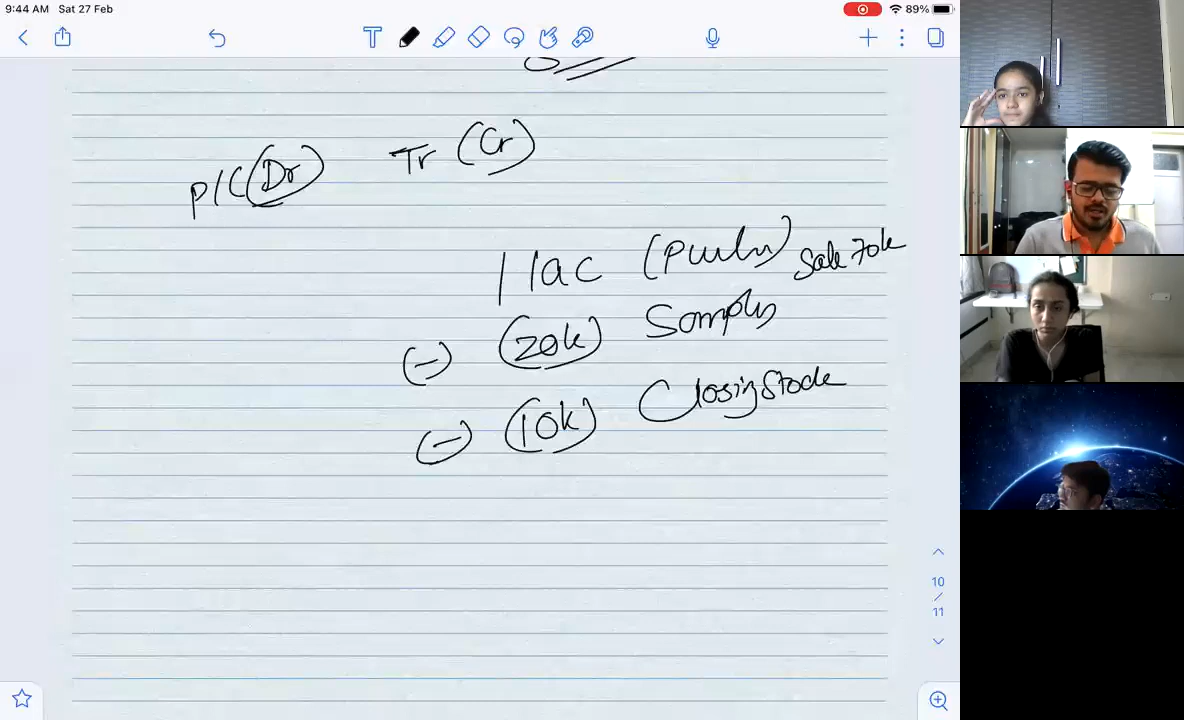 9:44 AM Sat 27 Feb
89%
T
P/L (Dr) Tr (Cr)
1 lac (Purchs) Sale 70k
(-) (20k) Samples
(-) (10k) Closing Stock
10
/
11